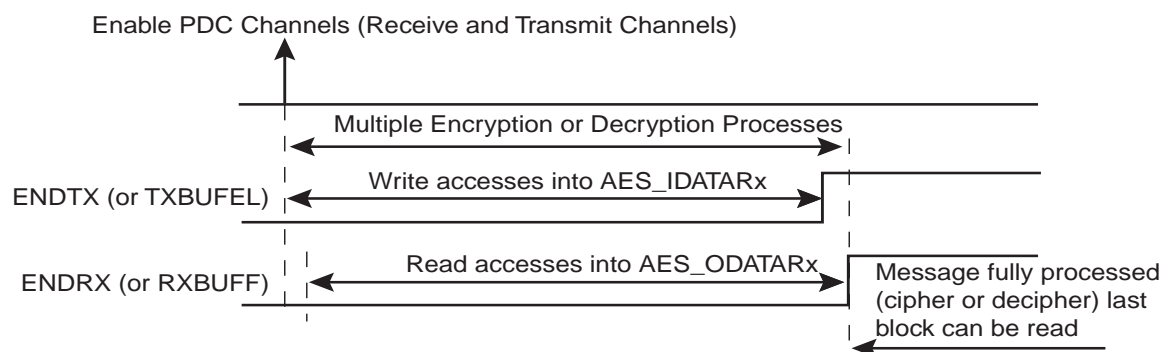 Enable PDC Channels (Receive and Transmit Channels)
Multiple Encryption or Decryption Processes
ENDTX (or TXBUFEL)
Write accesses into AES_IDATARx
ENDRX (or RXBUFF)
Read accesses into AES_ODATARx
Message fully processed
(cipher or decipher) last
block can be read